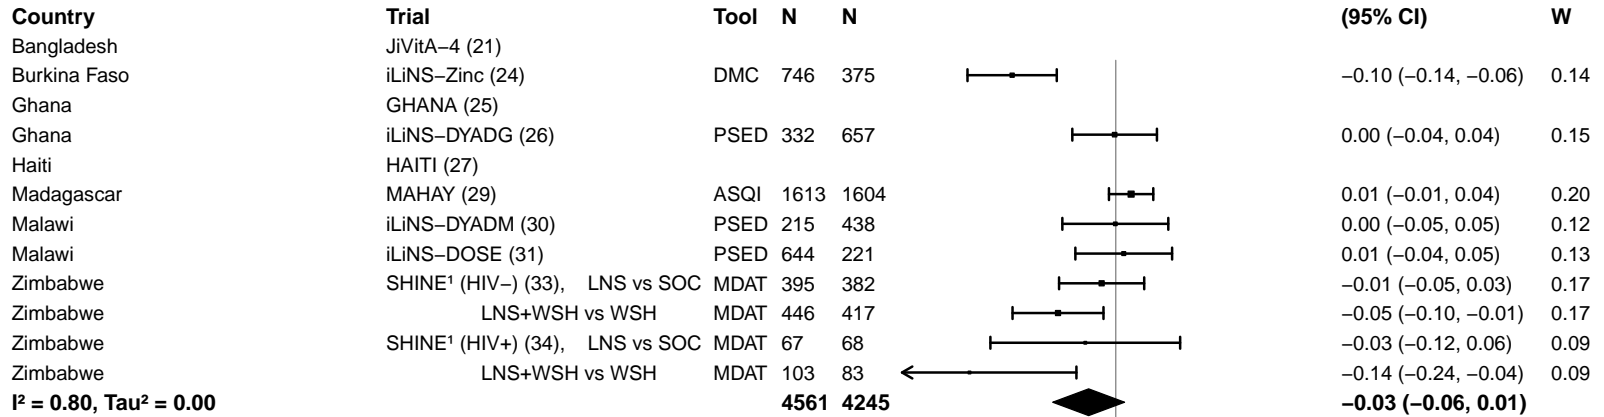 Country Trial Tool N N (95% CI) W
Bangladesh JiVitA−4 (21)
Burkina Faso iLiNS−Zinc (24) DMC 746 375 −0.10 (−0.14, −0.06) 0.14
Ghana GHANA (25)
Ghana iLiNS−DYADG (26) PSED 332 657 0.00 (−0.04, 0.04) 0.15
Haiti HAITI (27)
Madagascar MAHAY (29) ASQI 1613 1604 0.01 (−0.01, 0.04) 0.20
Malawi iLiNS−DYADM (30) PSED 215 438 0.00 (−0.05, 0.05) 0.12
Malawi iLiNS−DOSE (31) PSED 644 221 0.01 (−0.04, 0.05) 0.13
Zimbabwe SHINE¹ (HIV−) (33), LNS vs SOC MDAT 395 382 −0.01 (−0.05, 0.03) 0.17
Zimbabwe LNS+WSH vs WSH MDAT 446 417 −0.05 (−0.10, −0.01) 0.17
Zimbabwe SHINE¹ (HIV+) (34), LNS vs SOC MDAT 67 68 −0.03 (−0.12, 0.06) 0.09
Zimbabwe LNS+WSH vs WSH MDAT 103 83 −0.14 (−0.24, −0.04) 0.09
I² = 0.80, Tau² = 0.00 4561 4245 −0.03 (−0.06, 0.01)